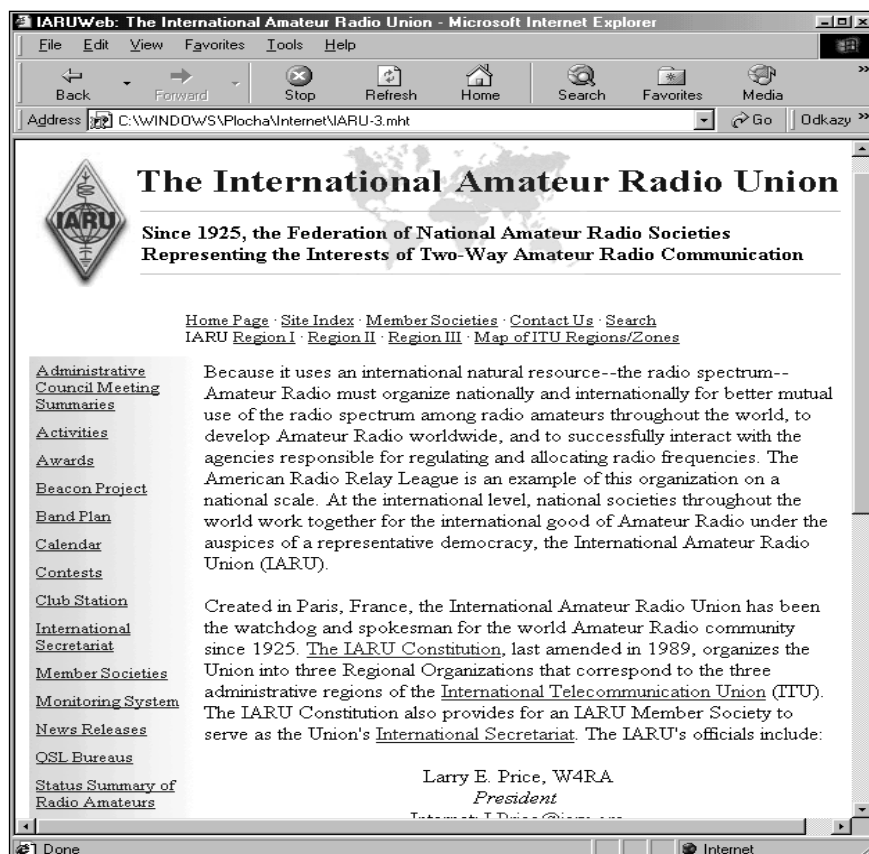 IARUWeb: The International Amateur Radio Union - Microsoft Internet Explorer
File Edit View Favorites Tools Help
Back Forward Stop Refresh Home Search Favorites Media »
Address C:\WINDOWS\Plocha\Internet\IARU-3.mht Go Odkazy »
IARU
The International Amateur Radio Union
Since 1925, the Federation of National Amateur Radio Societies
Representing the Interests of Two-Way Amateur Radio Communication
Home Page · Site Index · Member Societies · Contact Us · Search
IARU Region I · Region II · Region III · Map of ITU Regions/Zones
Administrative
Council Meeting
Summaries
Activities
Awards
Beacon Project
Band Plan
Calendar
Contests
Club Station
International
Secretariat
Member Societies
Monitoring System
News Releases
QSL Bureaus
Status Summary of
Radio Amateurs
Because it uses an international natural resource--the radio spectrum--
Amateur Radio must organize nationally and internationally for better mutual
use of the radio spectrum among radio amateurs throughout the world, to
develop Amateur Radio worldwide, and to successfully interact with the
agencies responsible for regulating and allocating radio frequencies. The
American Radio Relay League is an example of this organization on a
national scale. At the international level, national societies throughout the
world work together for the international good of Amateur Radio under the
auspices of a representative democracy, the International Amateur Radio
Union (IARU).
Created in Paris, France, the International Amateur Radio Union has been
the watchdog and spokesman for the world Amateur Radio community
since 1925. The IARU Constitution, last amended in 1989, organizes the
Union into three Regional Organizations that correspond to the three
administrative regions of the International Telecommunication Union (ITU).
The IARU Constitution also provides for an IARU Member Society to
serve as the Union's International Secretariat. The IARU's officials include:
Larry E. Price, W4RA
President
Done Internet